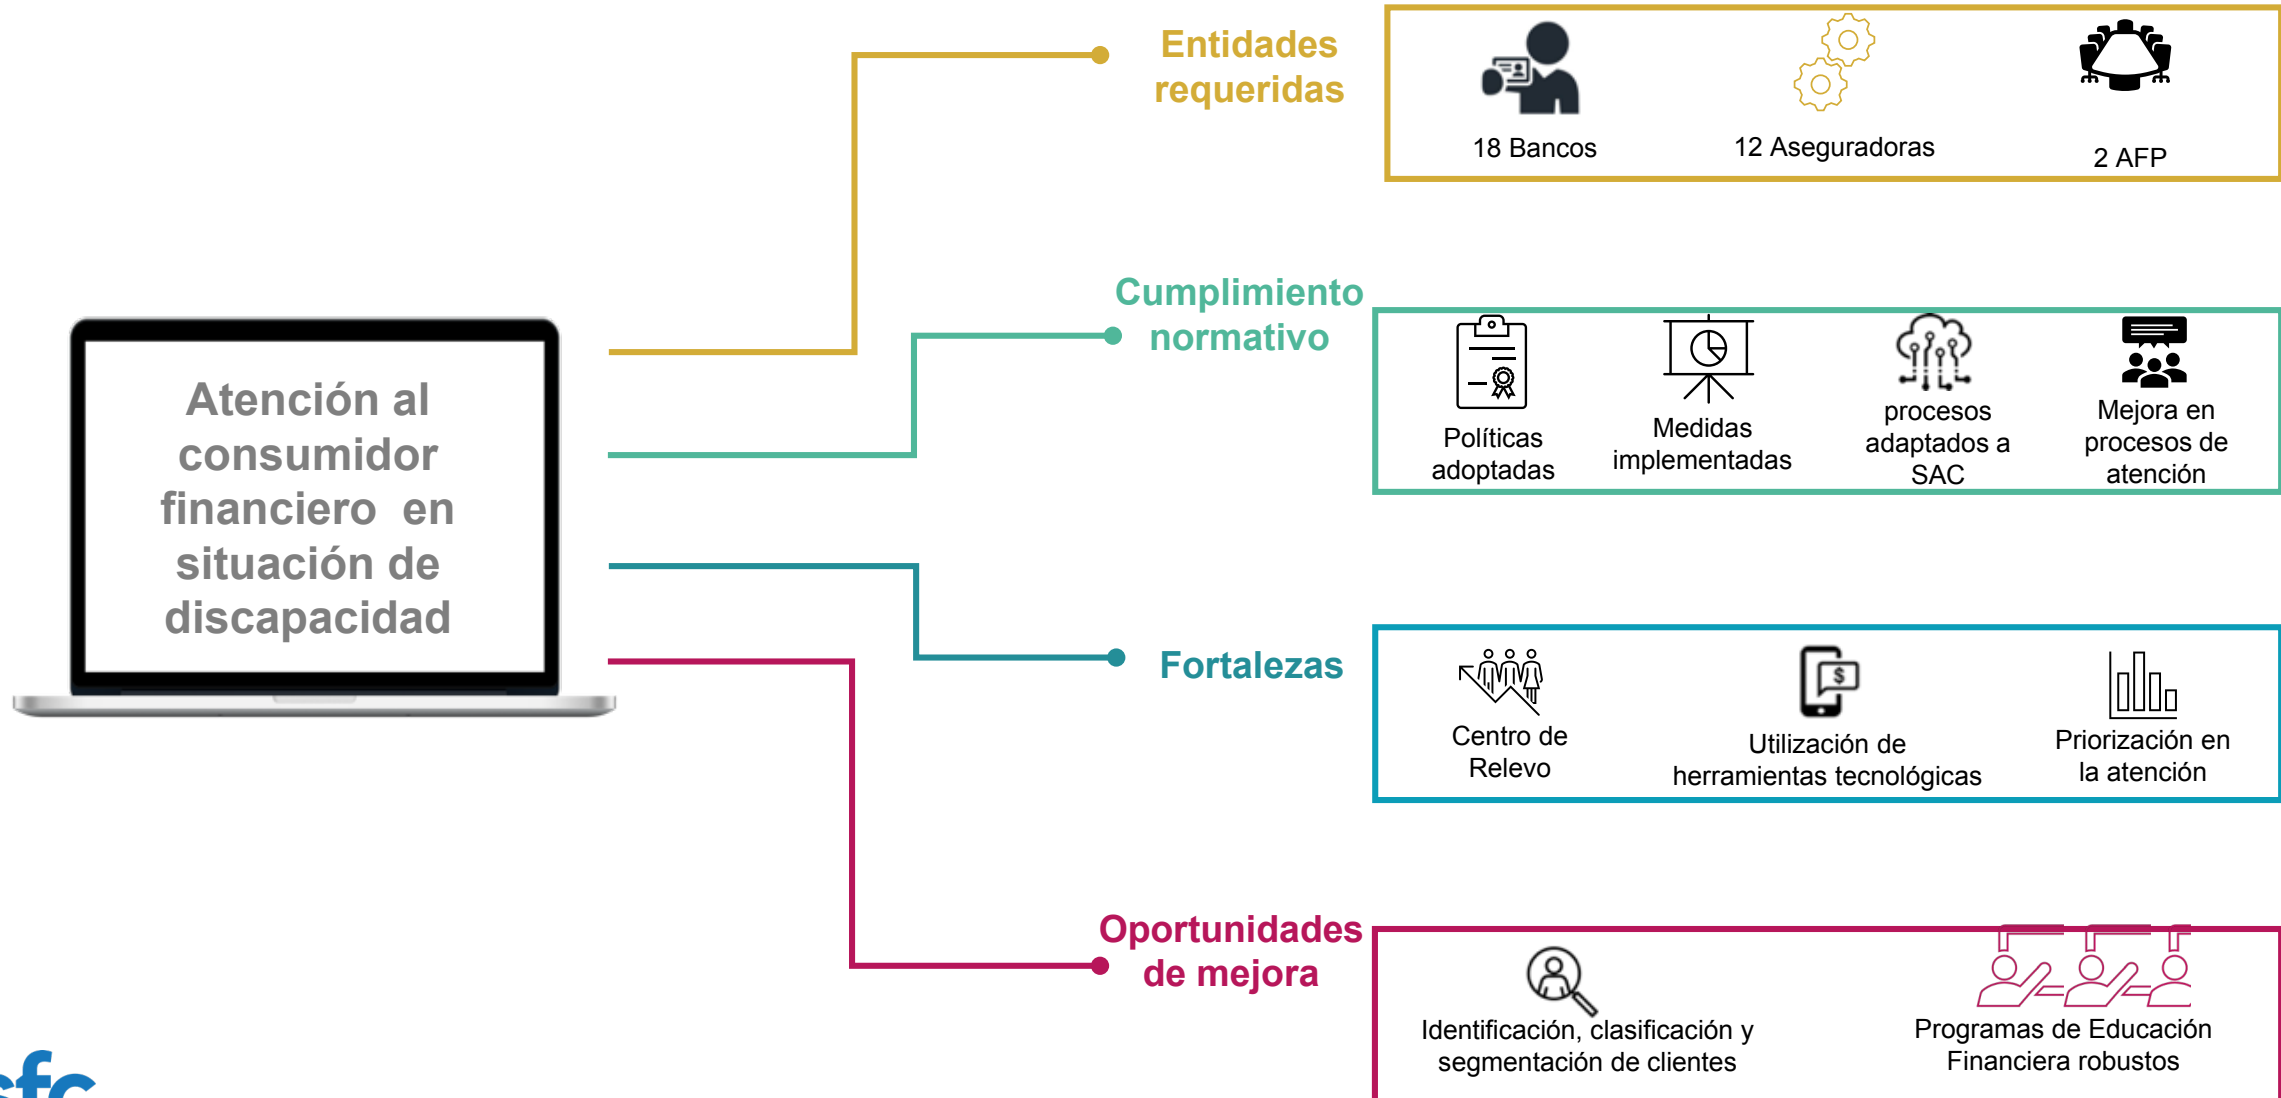 Atención al
consumidor
financiero en
situación de
discapacidad
Entidades
requeridas
18 Bancos
12 Aseguradoras
2 AFP
Cumplimiento
normativo
Políticas
adoptadas
Medidas
implementadas
procesos
adaptados a
SAC
Mejora en
procesos de
atención
Fortalezas
$
Centro de
Relevo
Utilización de
herramientas tecnológicas
Priorización en
la atención
Oportunidades
de mejora
Identificación, clasificación y
segmentación de clientes
Programas de Educación
Financiera robustos
sfc